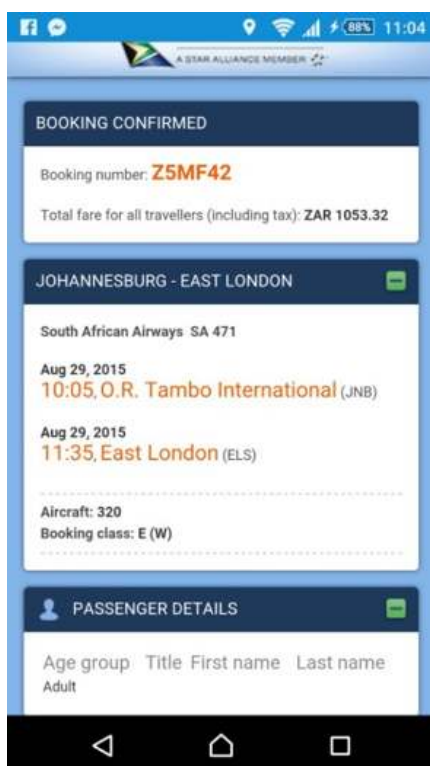 88% 11:04
A STAR ALLIANCE MEMBER
BOOKING CONFIRMED
Booking number: Z5MF42
Total fare for all travellers (including tax): ZAR 1053.32
JOHANNESBURG - EAST LONDON
South African Airways SA 471
Aug 29, 2015
10:05, O.R. Tambo International (JNB)
Aug 29, 2015
11:35, East London (ELS)
Aircraft: 320
Booking class: E (W)
PASSENGER DETAILS
Age group Title First name Last name
Adult